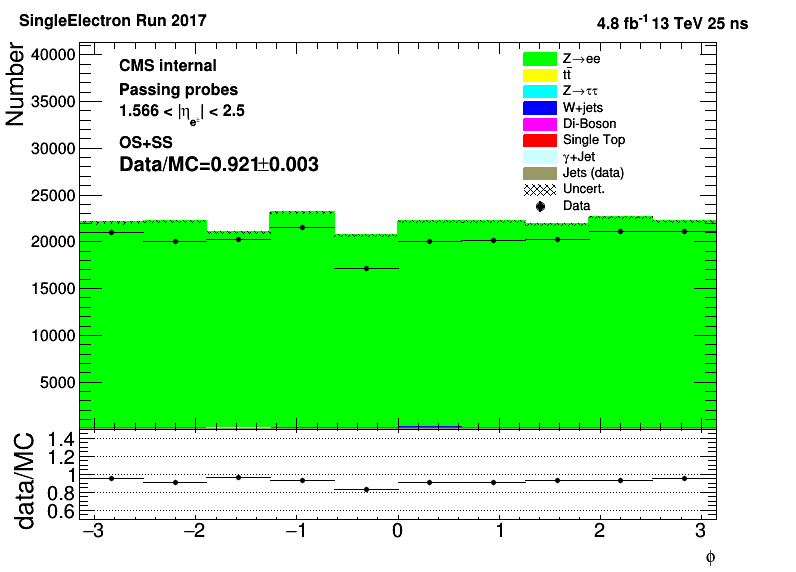 SingleElectron Run 2017
4.8 fb⁻¹ 13 TeV 25 ns
Number
40000
35000
30000
25000
20000
15000
10000
5000
CMS internal
Passing probes
1.566 < |η_e±| < 2.5
OS+SS
Data/MC=0.921±0.003
Z→ee
tt̄
Z→ττ
W+jets
Di-Boson
Single Top
γ+Jet
Jets (data)
Uncert.
Data
data/MC
1.4
1.2
1
0.8
0.6
−3 −2 −1 0 1 2 3
ϕ